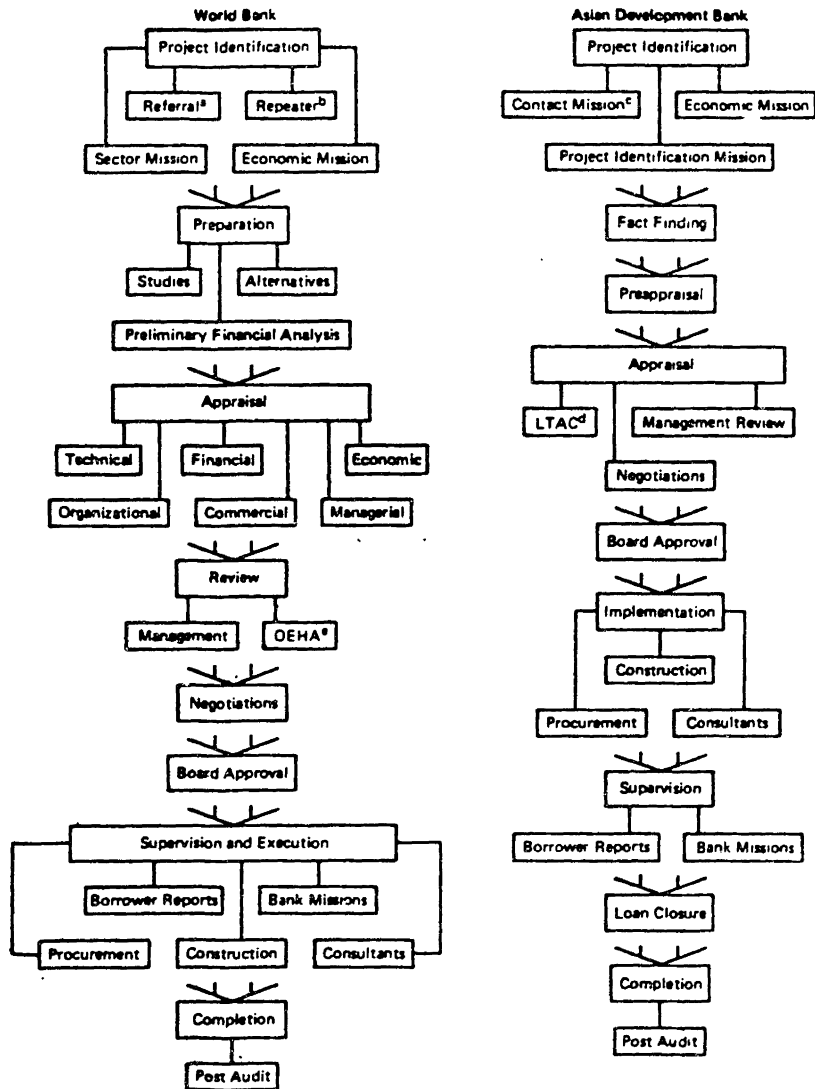 World Bank
Project Identification
Referralᵃ
Repeaterᵇ
Sector Mission
Economic Mission
Preparation
Studies
Alternatives
Preliminary Financial Analysis
Appraisal
Technical
Financial
Economic
Organizational
Commercial
Managerial
Review
Management
OEHAᵉ
Negotiations
Board Approval
Supervision and Execution
Borrower Reports
Bank Missions
Procurement
Construction
Consultants
Completion
Post Audit
Asian Development Bank
Project Identification
Contact Missionᶜ
Economic Mission
Project Identification Mission
Fact Finding
Preappraisal
Appraisal
LTACᵈ
Management Review
Negotiations
Board Approval
Implementation
Construction
Procurement
Consultants
Supervision
Borrower Reports
Bank Missions
Loan Closure
Completion
Post Audit